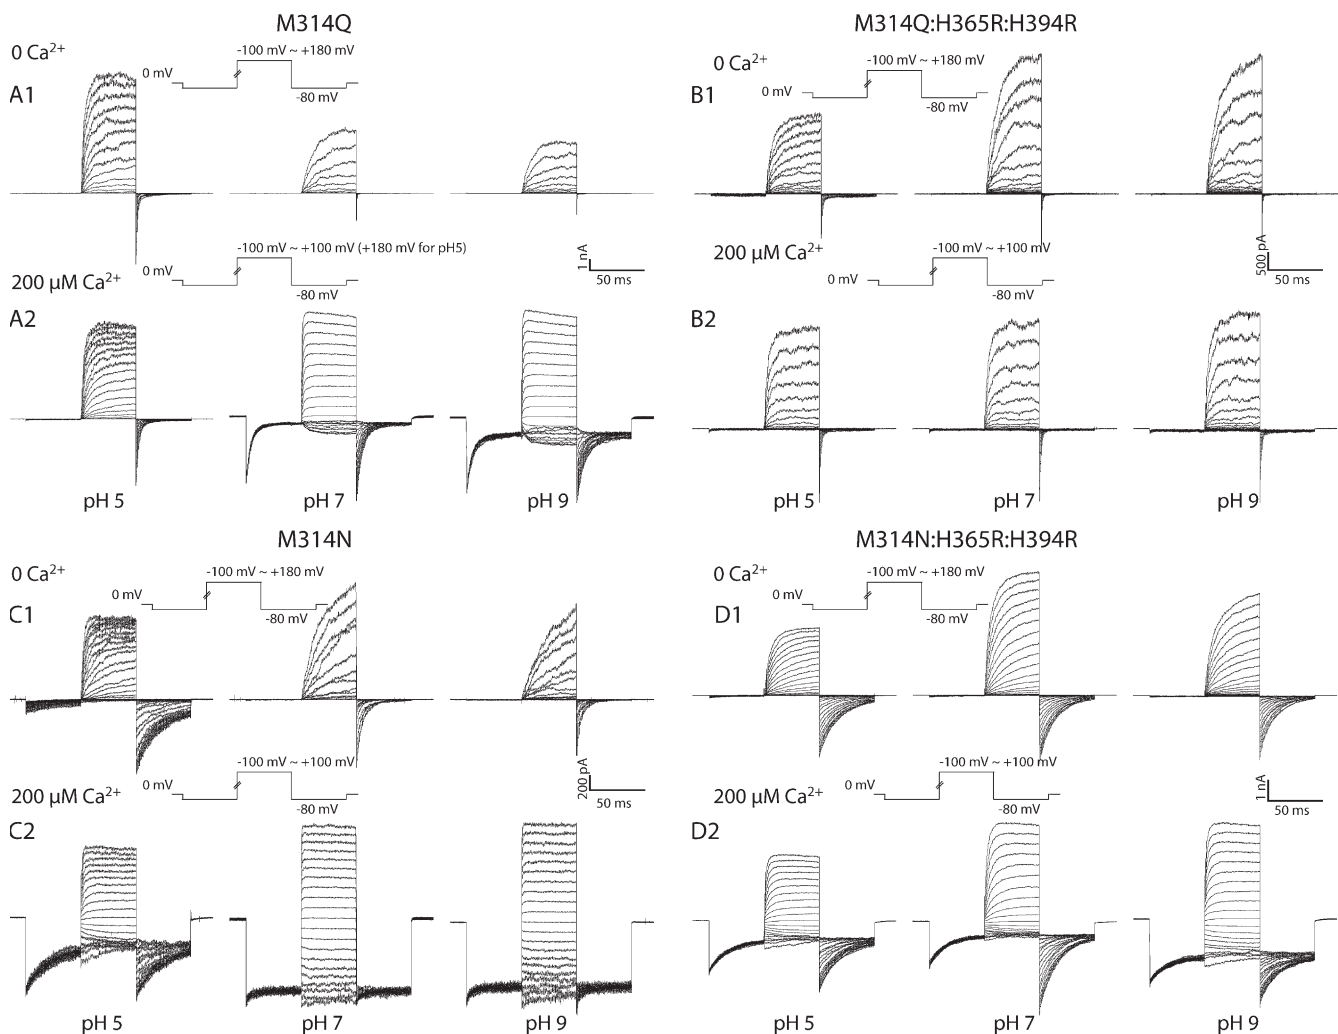 M314Q
M314Q:H365R:H394R
0 Ca2+
-100 mV ~ +180 mV
0 mV
-80 mV
A1
0 Ca2+
-100 mV ~ +180 mV
0 mV
-80 mV
B1
200 μM Ca2+
-100 mV ~ +100 mV (+180 mV for pH5)
0 mV
-80 mV
1 nA
50 ms
A2
200 μM Ca2+
-100 mV ~ +100 mV
0 mV
-80 mV
500 pA
50 ms
B2
pH 5
pH 7
pH 9
pH 5
pH 7
pH 9
M314N
M314N:H365R:H394R
0 Ca2+
-100 mV ~ +180 mV
0 mV
-80 mV
C1
0 Ca2+
-100 mV ~ +180 mV
0 mV
-80 mV
D1
200 μM Ca2+
-100 mV ~ +100 mV
0 mV
-80 mV
200 pA
50 ms
C2
200 μM Ca2+
-100 mV ~ +100 mV
0 mV
-80 mV
1 nA
50 ms
D2
pH 5
pH 7
pH 9
pH 5
pH 7
pH 9